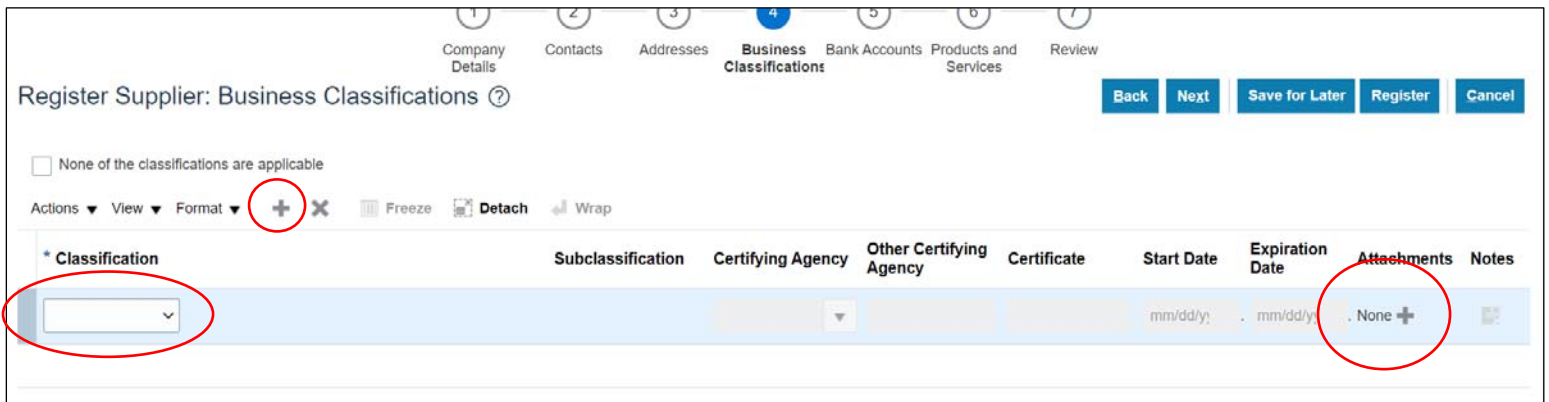 1 2 3 4 5 6 7
Company Details Contacts Addresses Business Classifications Bank Accounts Products and Services Review
Register Supplier: Business Classifications ?
Back Next Save for Later Register Cancel
None of the classifications are applicable
Actions View Format Freeze Detach Wrap
* Classification Subclassification Certifying Agency Other Certifying Agency Certificate Start Date Expiration Date Attachments Notes
mm/dd/y mm/dd/y None